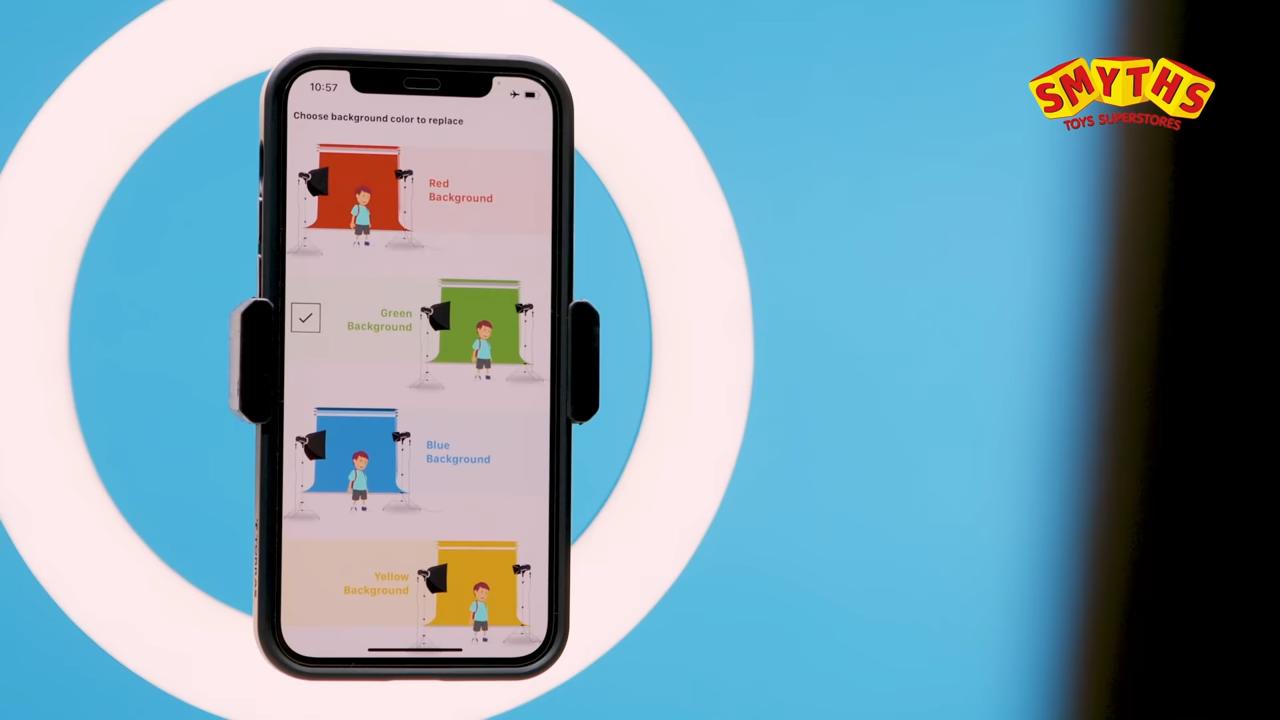 10:57
Choose background color to replace
Red
Background
Green
Background
Blue
Background
Yellow
Background
SMYTHS
TOYS SUPERSTORES